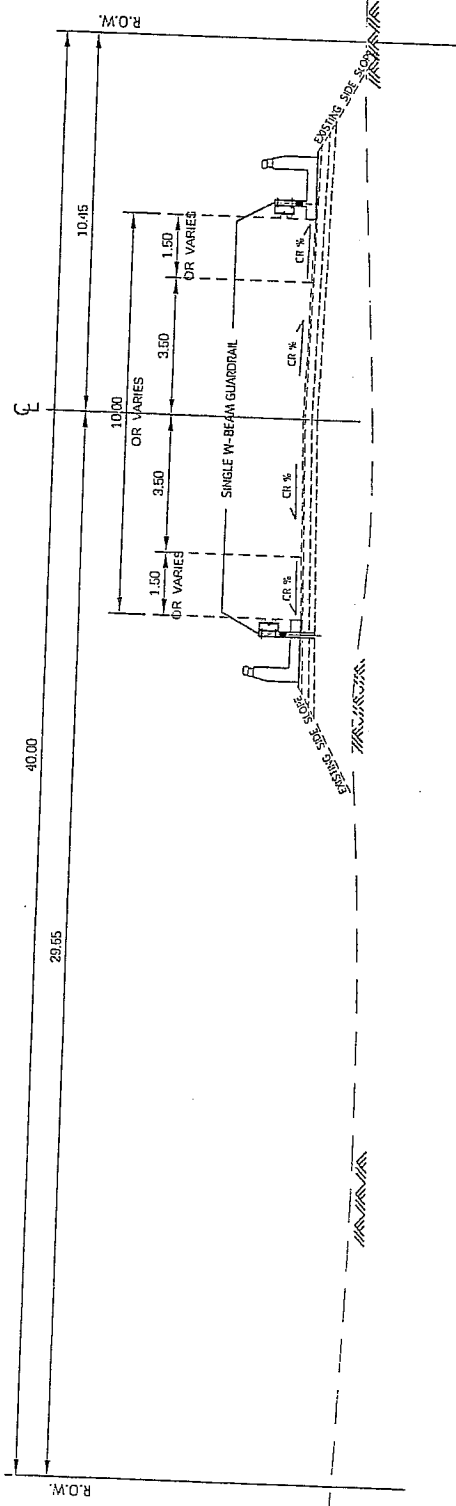 R.O.W.
R.O.W.
40.00
29.55
10.45
℄
10.00
OR VARIES
1.50
OR VARIES
3.50
3.50
1.50
OR VARIES
SINGLE W-BEAM GUARDRAIL
CR %
CR %
CR %
CR %
EXISTING SIDE SLOPE
EXISTING SIDE SLOPE